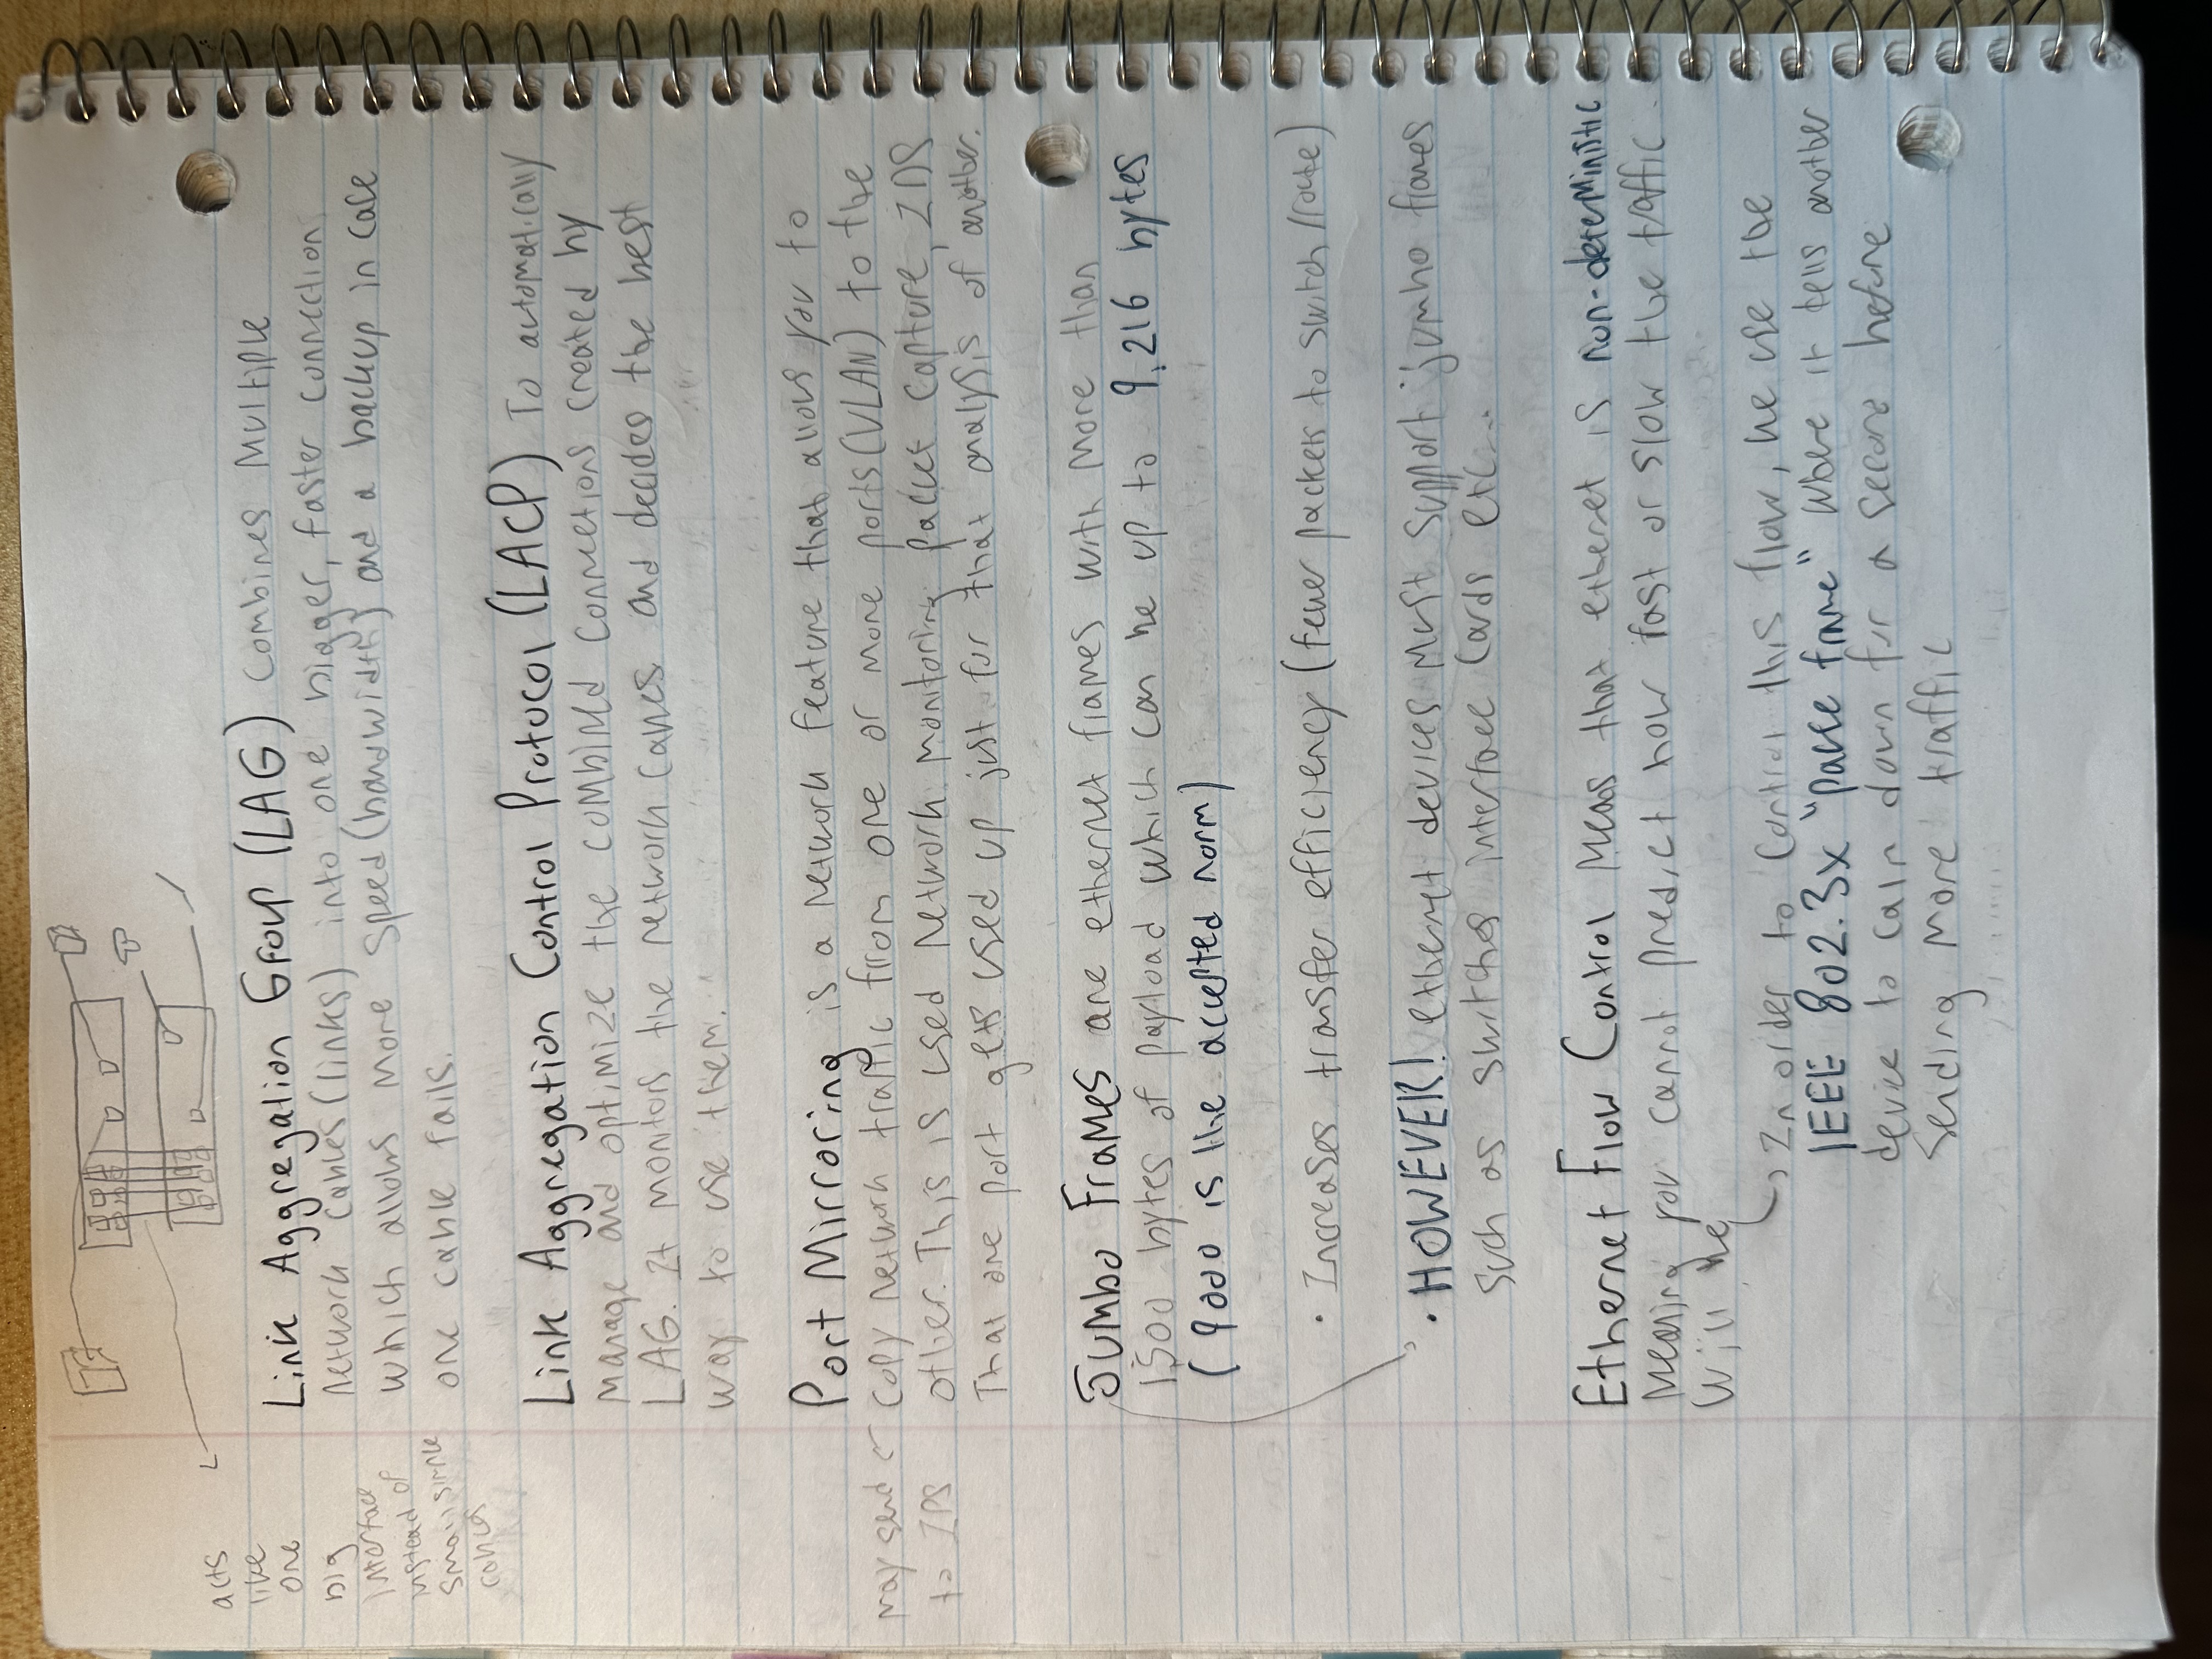 acts
like
one
big
interface
instead of
small simple
cables
Link Aggregation Group (LAG) combines multiple
network cables (links) into one bigger, faster connection
which allows more speed (bandwidth) and a backup in case
one cable fails.
Link Aggregation Control Protocol (LACP) To automatically
manage and optimize the combined connections created by
LAG. It monitors the network cables and decides the best
way to use them.
Port Mirroring is a network feature that allows you to
copy network traffic from one or more ports (VLAN) to the
other. This is used network monitoring packet capture, IDS
That one port gets used up just for that analysis of another.
may send
to IPS
Jumbo Frames are ethernet frames with more than
1,500 bytes of payload which can be up to 9,216 bytes
(9000 is the accepted norm)
• Increases transfer efficiency (fewer packets to switch/route)
• HOWEVER! ethernet devices must support jumbo frames
such as switches interface cards etc...
Ethernet Flow Control means that ethernet is non-deterministic
meaning you cannot predict how fast or slow the traffic
will be
In order to control this flow, we use the
IEEE 802.3x "pause frame" where it tells another
device to calm down for a second before
sending more traffic